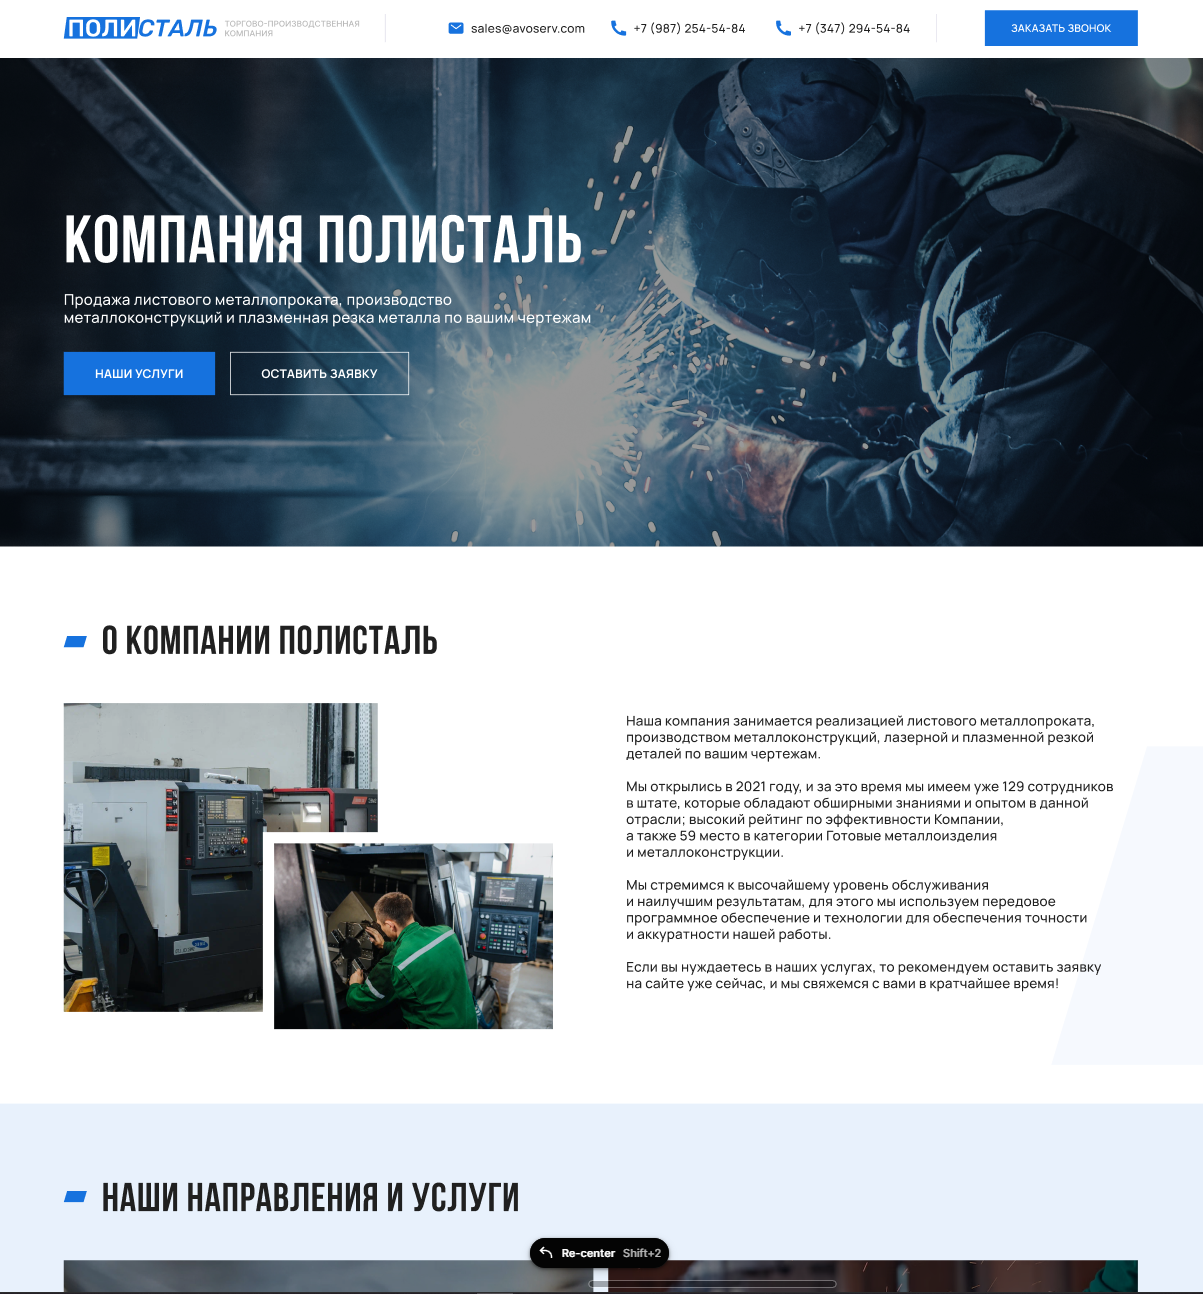 ПОЛИСТАЛЬ
ТОРГОВО-ПРОИЗВОДСТВЕННАЯ
КОМПАНИЯ
sales@avoserv.com
+7 (987) 254-54-84
+7 (347) 294-54-84
ЗАКАЗАТЬ ЗВОНОК
КОМПАНИЯ ПОЛИСТАЛЬ
Продажа листового металлопроката, производство
металлоконструкций и плазменная резка металла по вашим чертежам
НАШИ УСЛУГИ
ОСТАВИТЬ ЗАЯВКУ
О КОМПАНИИ ПОЛИСТАЛЬ
Наша компания занимается реализацией листового металлопроката,
производством металлоконструкций, лазерной и плазменной резкой
деталей по вашим чертежам.
Мы открылись в 2021 году, и за это время мы имеем уже 129 сотрудников
в штате, которые обладают обширными знаниями и опытом в данной
отрасли; высокий рейтинг по эффективности Компании,
а также 59 место в категории Готовые металлоизделия
и металлоконструкции.
Мы стремимся к высочайшему уровень обслуживания
и наилучшим результатам, для этого мы используем передовое
программное обеспечение и технологии для обеспечения точности
и аккуратности нашей работы.
Если вы нуждаетесь в наших услугах, то рекомендуем оставить заявку
на сайте уже сейчас, и мы свяжемся с вами в кратчайшее время!
НАШИ НАПРАВЛЕНИЯ И УСЛУГИ
Re-center Shift+2